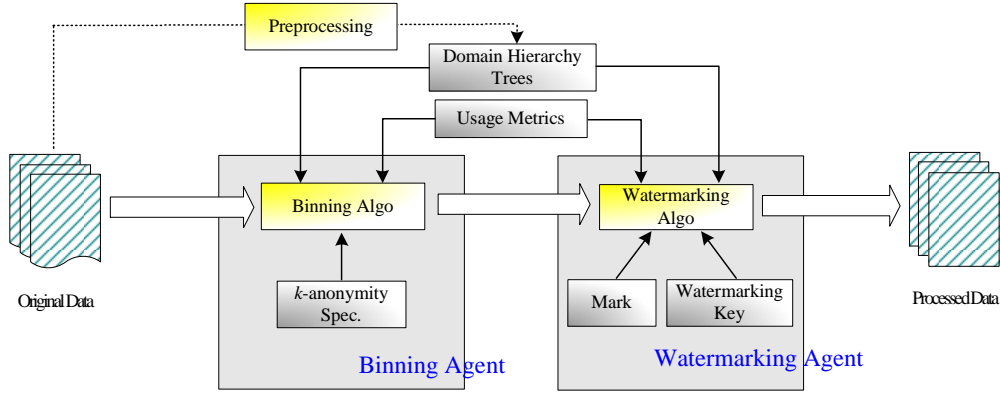 Preprocessing
Domain Hierarchy
Trees
Usage Metrics
Binning Algo
Watermarking
Algo
k-anonymity
Spec.
Mark
Watermarking
Key
Original Data
Processed Data
Binning Agent
Watermarking Agent